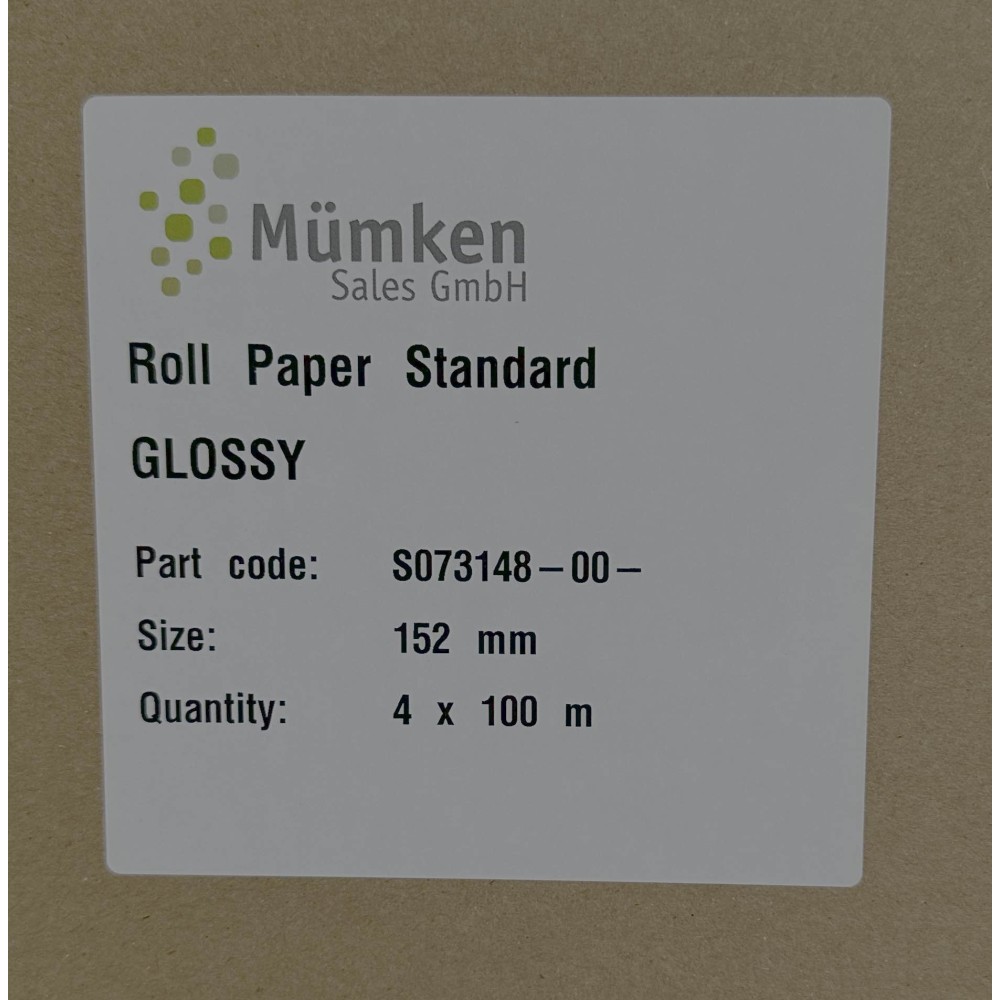 Mümken
Sales GmbH
Roll Paper Standard
GLOSSY
Part code: S073148-00-
Size: 152 mm
Quantity: 4 x 100 m